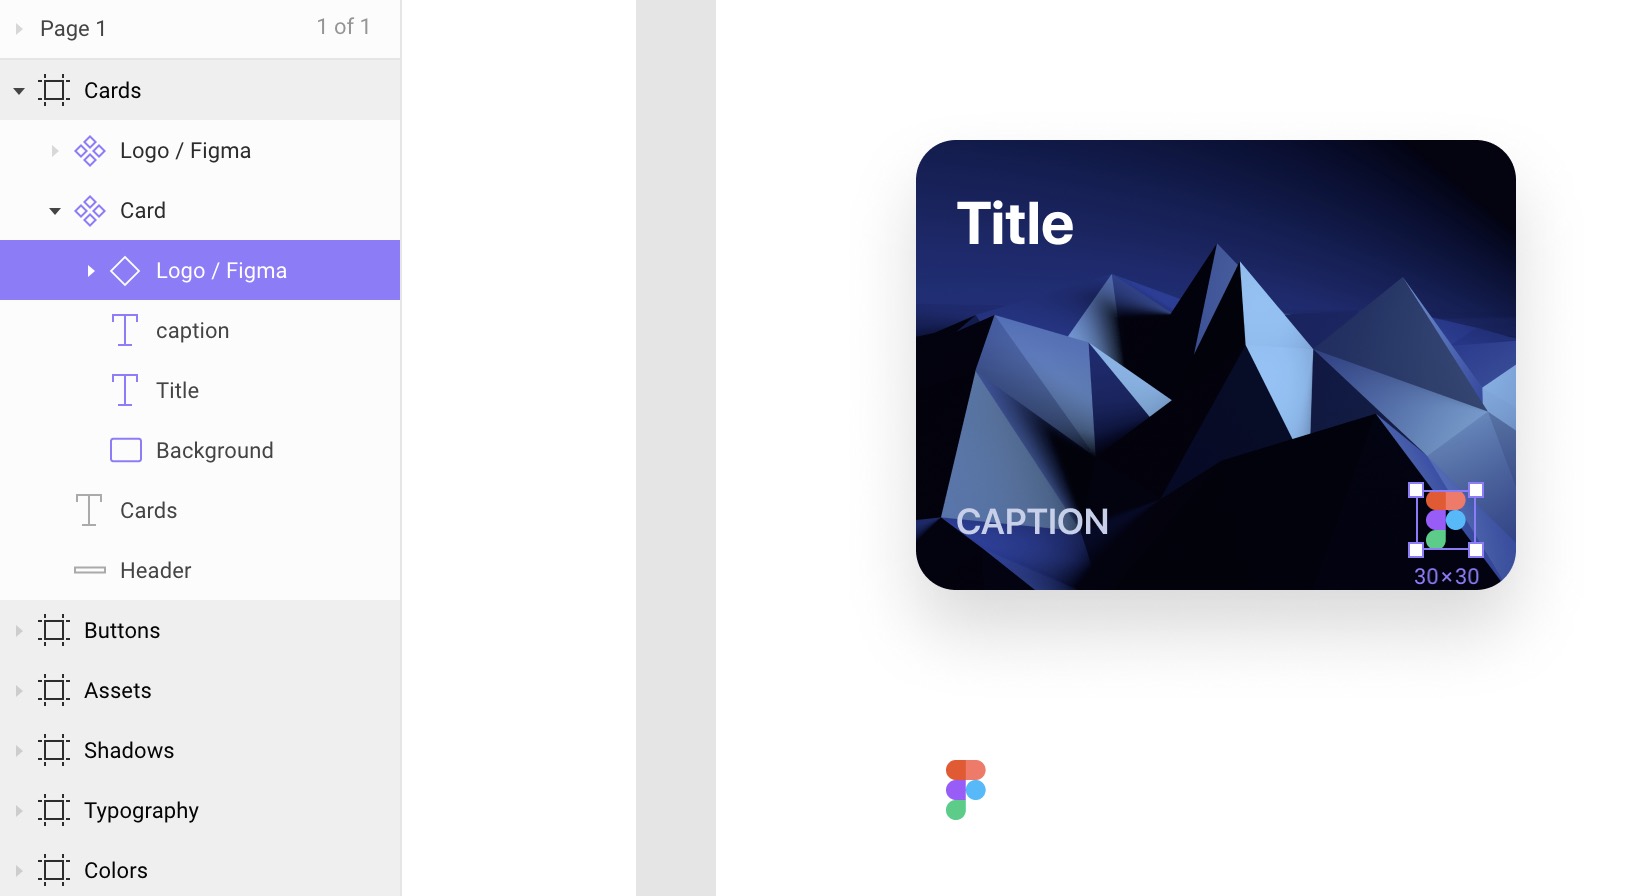 Page 1
1 of 1
Cards
Logo / Figma
Card
Logo / Figma
caption
Title
Background
Cards
Header
Buttons
Assets
Shadows
Typography
Colors
Title
CAPTION
30×30